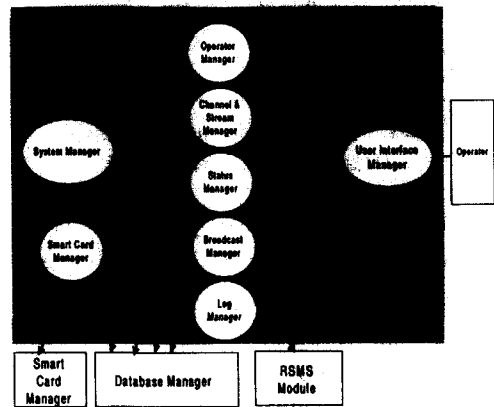 Operator
Manager
Channel &
Stream
Manager
System Manager
User Interface
Manager
Operator
Status
Manager
Smart Card
Manager
Broadcast
Manager
Log
Manager
Smart
Card
Manager
Database Manager
RSMS
Module